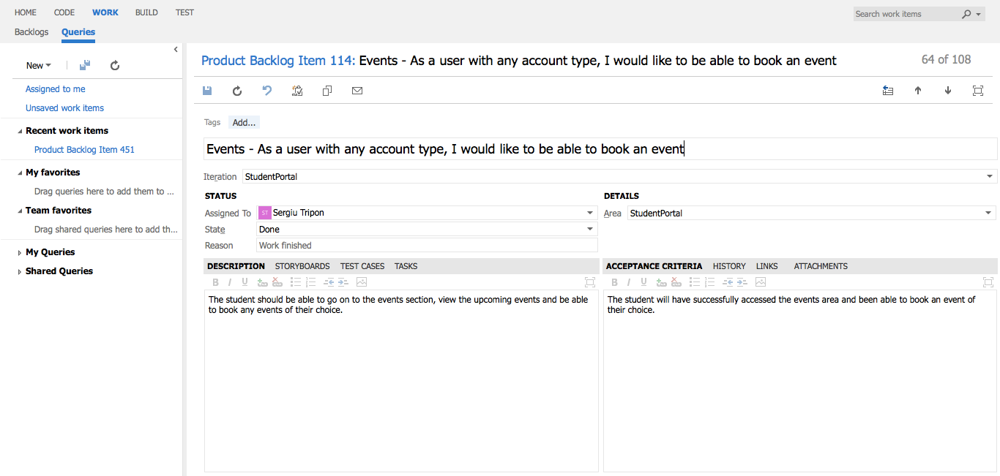 HOME CODE WORK BUILD TEST
Search work items
Backlogs Queries
New
Assigned to me
Unsaved work items
Recent work items
Product Backlog Item 451
My favorites
Drag queries here to add them to ...
Team favorites
Drag shared queries here to add th...
My Queries
Shared Queries
Product Backlog Item 114: Events - As a user with any account type, I would like to be able to book an event
64 of 108
Tags Add...
Events - As a user with any account type, I would like to be able to book an event
Iteration StudentPortal
STATUS
Assigned To ST Sergiu Tripon
State Done
Reason Work finished
DETAILS
Area StudentPortal
DESCRIPTION STORYBOARDS TEST CASES TASKS
B I U
The student should be able to go on to the events section, view the upcoming events and be able
to book any events of their choice.
ACCEPTANCE CRITERIA HISTORY LINKS ATTACHMENTS
B I U
The student will have successfully accessed the events area and been able to book an event of
their choice.